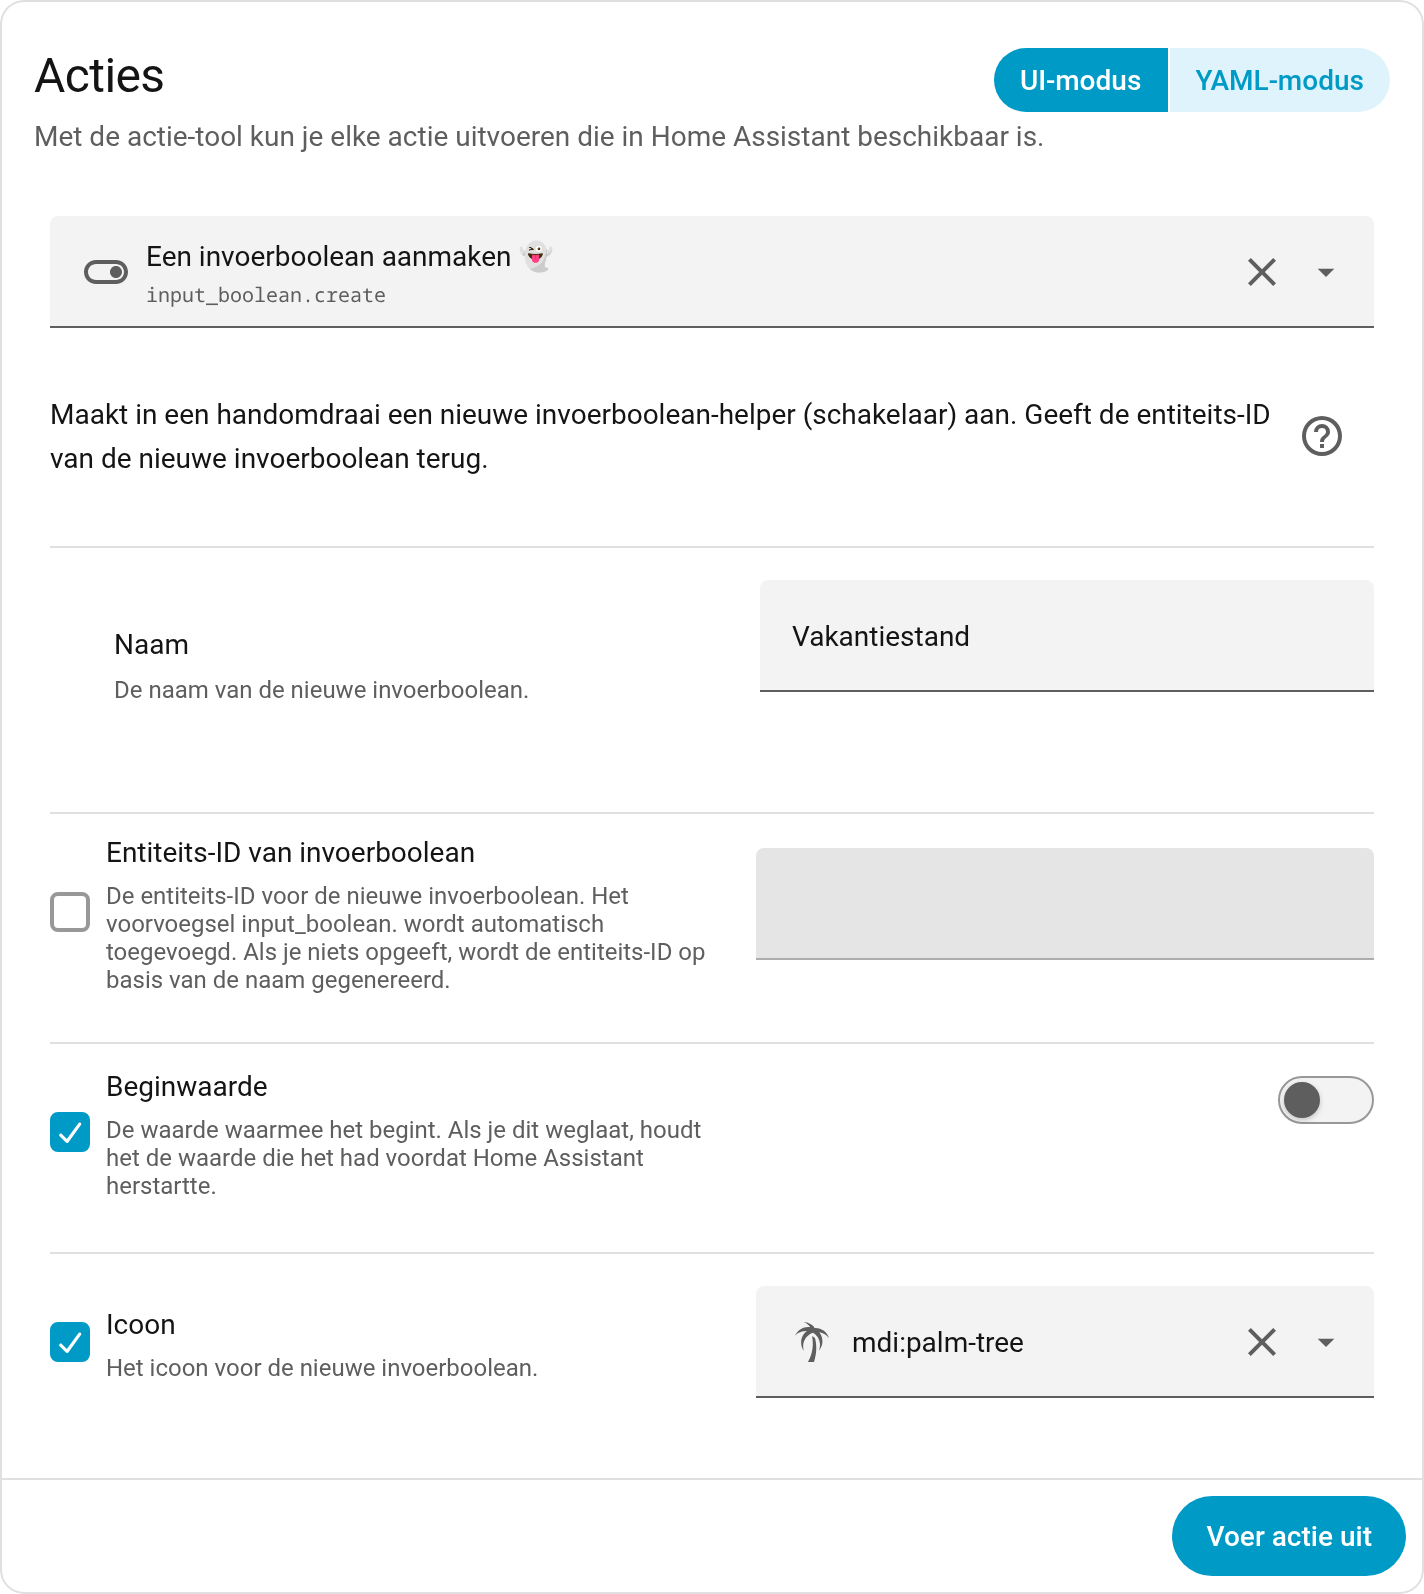 Acties
UI-modus
YAML-modus
Met de actie-tool kun je elke actie uitvoeren die in Home Assistant beschikbaar is.
Een invoerboolean aanmaken 👻
input_boolean.create
Maakt in een handomdraai een nieuwe invoerboolean-helper (schakelaar) aan. Geeft de entiteits-ID
van de nieuwe invoerboolean terug.
Naam
De naam van de nieuwe invoerboolean.
Vakantiestand
Entiteits-ID van invoerboolean
De entiteits-ID voor de nieuwe invoerboolean. Het
voorvoegsel input_boolean. wordt automatisch
toegevoegd. Als je niets opgeeft, wordt de entiteits-ID op
basis van de naam gegenereerd.
Beginwaarde
De waarde waarmee het begint. Als je dit weglaat, houdt
het de waarde die het had voordat Home Assistant
herstartte.
Icoon
Het icoon voor de nieuwe invoerboolean.
mdi:palm-tree
Voer actie uit